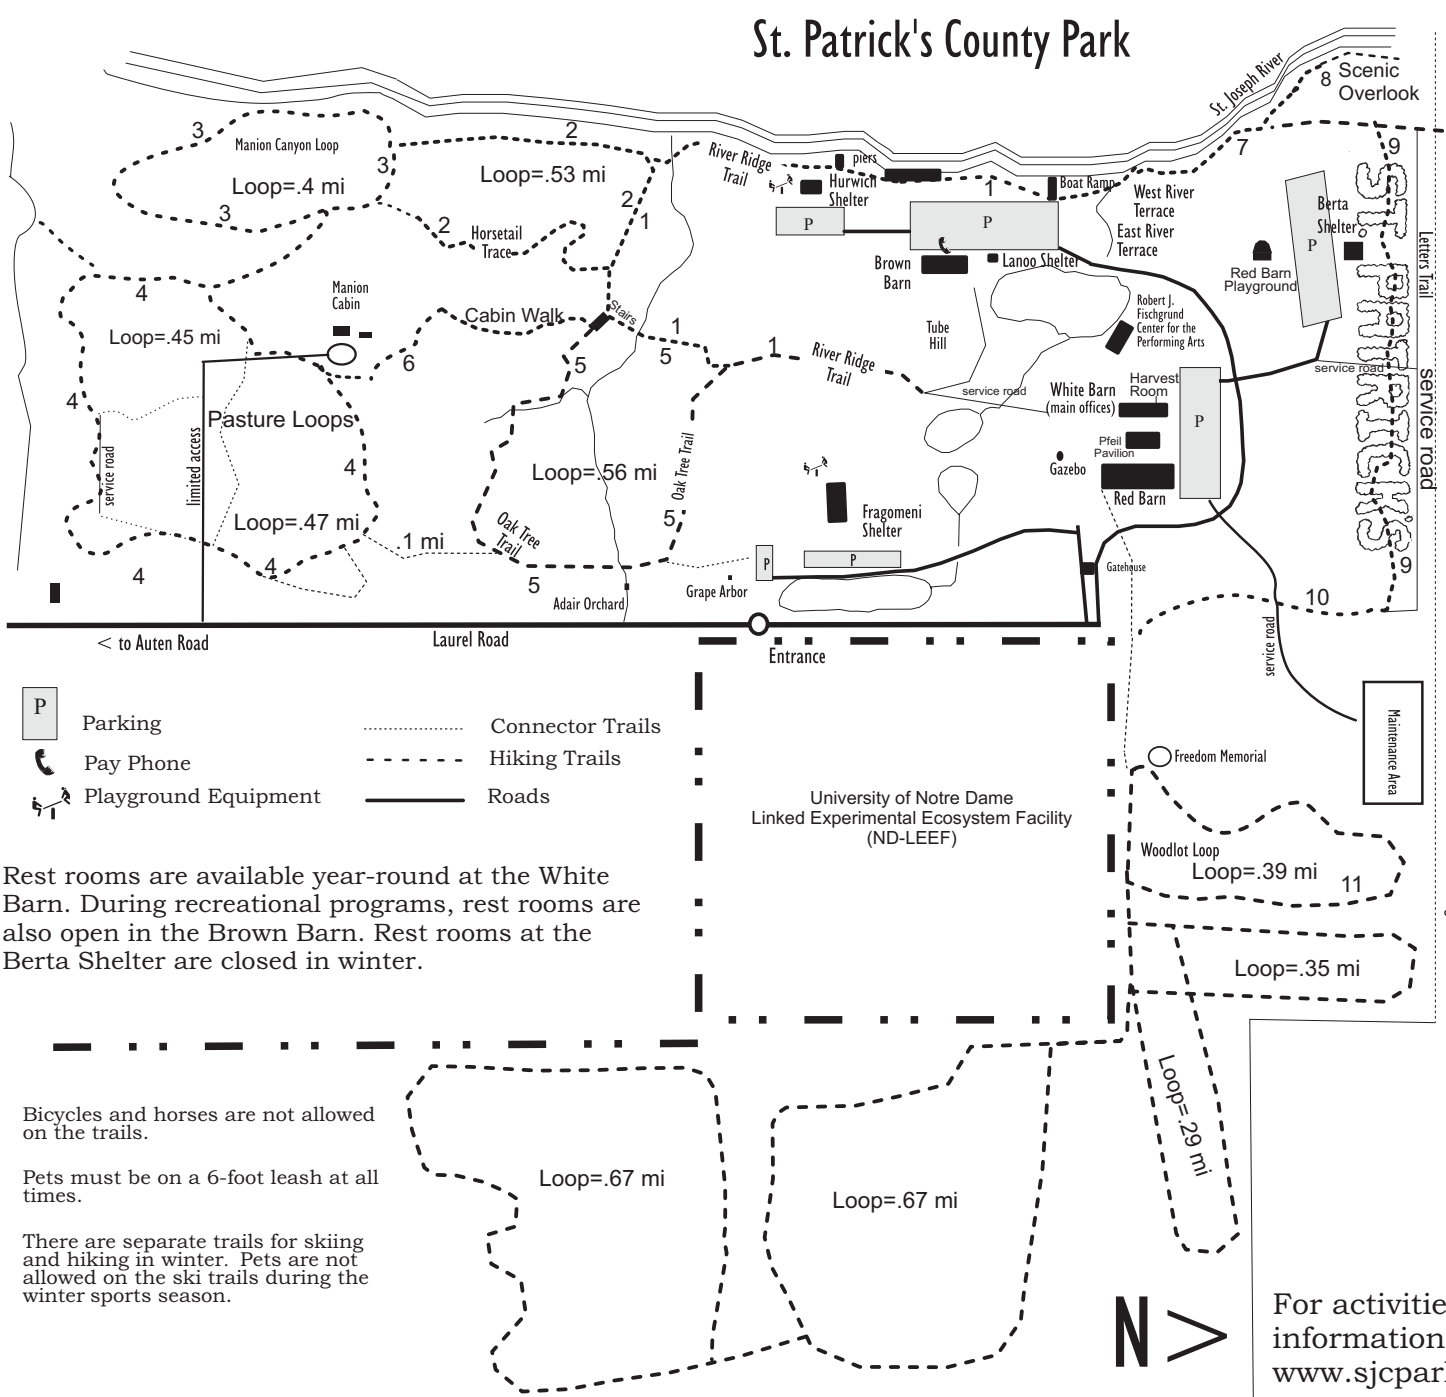 St. Patrick's County Park
St. Joseph River
8
Scenic
Overlook
3
Manion Canyon Loop
3
Loop=.4 mi
3
2
Loop=.53 mi
2
1
2
Horsetail
Trace
River Ridge
Trail
piers
Hurwich
Shelter
P
P
1
Boat Ramp
West River
Terrace
East River
Terrace
7
9
Berta
Shelter
P
Red Barn
Playground
ST. PATRICK'S
Letters Trail
Brown
Barn
Lanoo Shelter
4
Manion
Cabin
Loop=.45 mi
Cabin Walk
Stairs
6
1
5
5
1
River Ridge
Trail
Tube
Hill
Robert J.
Fischgrund
Center for the
Performing Arts
service road
White Barn
(main offices)
Harvest
Room
Pfeil
Pavilion
P
Gazebo
Red Barn
service road
service road
4
Pasture Loops
service road
limited access
4
Loop=.47 mi
4
4
.1 mi
Loop=.56 mi
Oak Tree Trail
5
Oak Tree
Trail
5
Fragomeni
Shelter
P
P
Grape Arbor
Adair Orchard
Gatehouse
9
10
service road
< to Auten Road
Laurel Road
Entrance
P
Parking
Pay Phone
Playground Equipment
Connector Trails
Hiking Trails
Roads
University of Notre Dame
Linked Experimental Ecosystem Facility
(ND-LEEF)
Freedom Memorial
Maintenance Area
Woodlot Loop
Loop=.39 mi
11
Loop=.35 mi
Loop=.29 mi
Rest rooms are available year-round at the White
Barn. During recreational programs, rest rooms are
also open in the Brown Barn. Rest rooms at the
Berta Shelter are closed in winter.
Bicycles and horses are not allowed
on the trails.
Pets must be on a 6-foot leash at all
times.
There are separate trails for skiing
and hiking in winter. Pets are not
allowed on the ski trails during the
winter sports season.
Loop=.67 mi
Loop=.67 mi
N >
For activitie
information
www.sjcpar